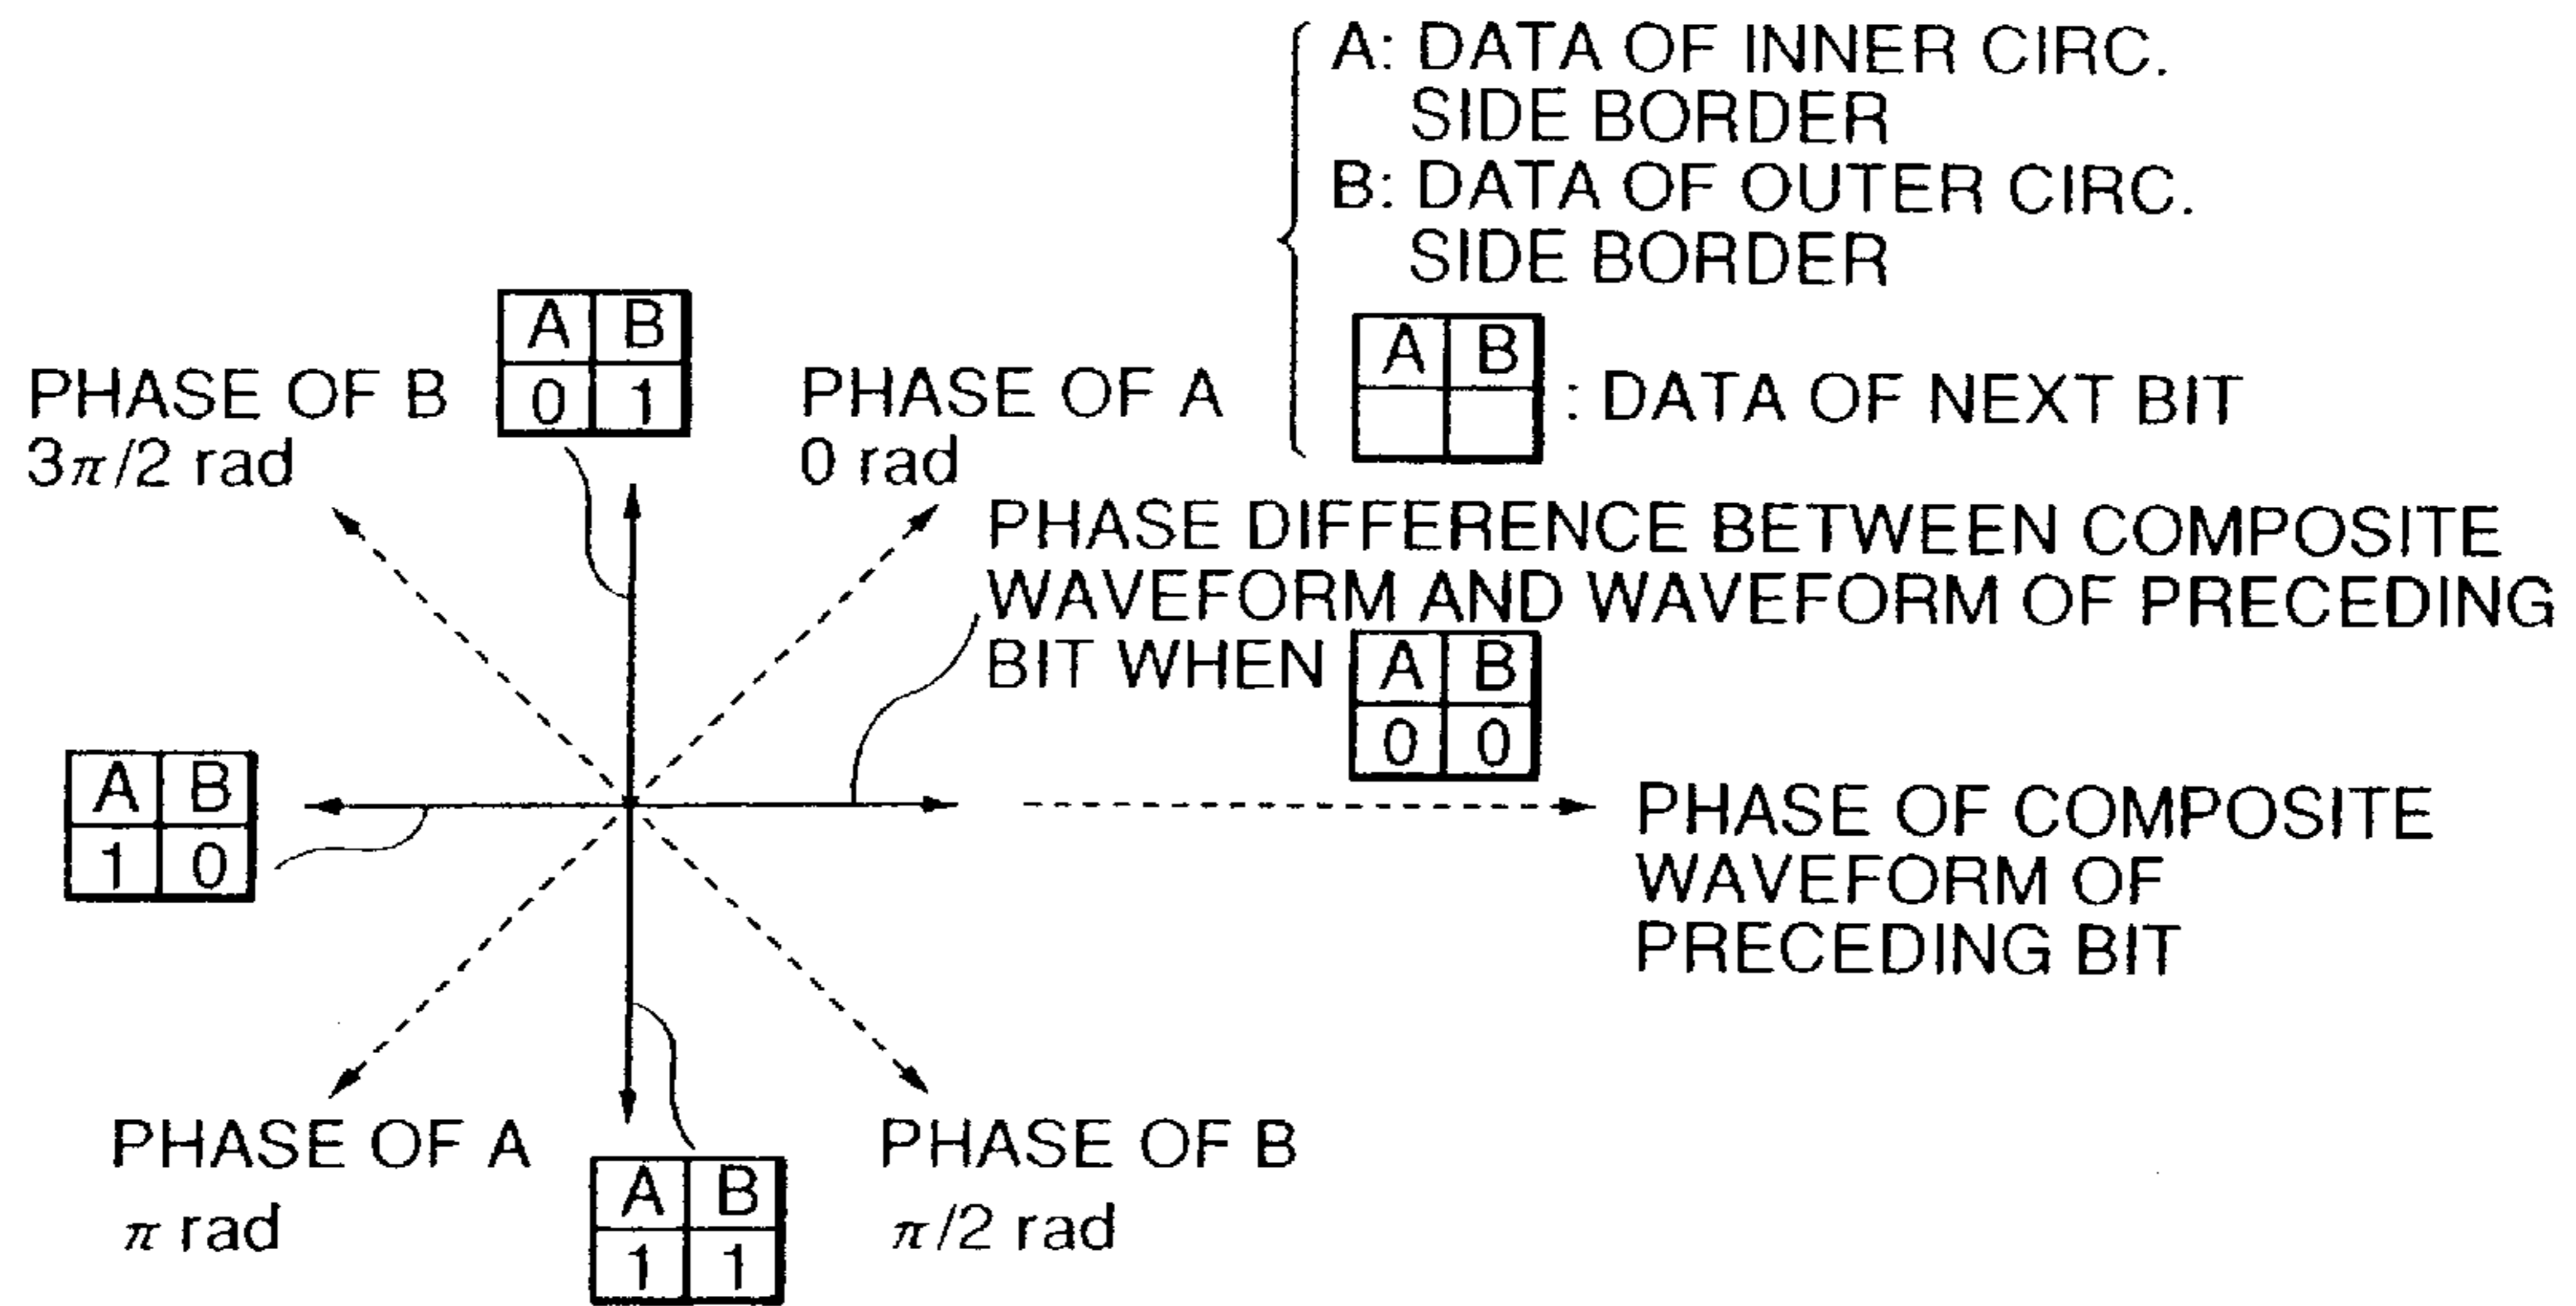 A: DATA OF INNER CIRC.
SIDE BORDER
B: DATA OF OUTER CIRC.
SIDE BORDER
A B
: DATA OF NEXT BIT
A B
0 1
PHASE OF B
3π/2 rad
PHASE OF A
0 rad
PHASE DIFFERENCE BETWEEN COMPOSITE
WAVEFORM AND WAVEFORM OF PRECEDING
BIT WHEN
A B
0 0
A B
1 0
PHASE OF COMPOSITE
WAVEFORM OF
PRECEDING BIT
PHASE OF A
π rad
A B
1 1
PHASE OF B
π/2 rad